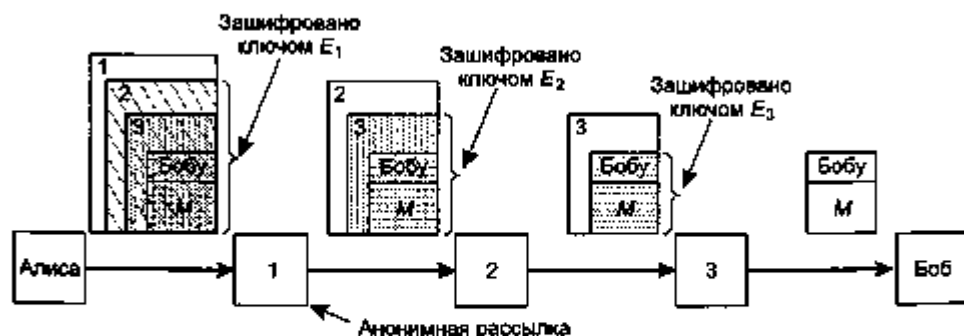 Зашифровано
ключом E₁
Зашифровано
ключом E₂
Зашифровано
ключом E₃
1
2
3
Бобу
M
2
3
Бобу
M
3
Бобу
M
Бобу
M
Алиса
1
2
3
Боб
Анонимная рассылка